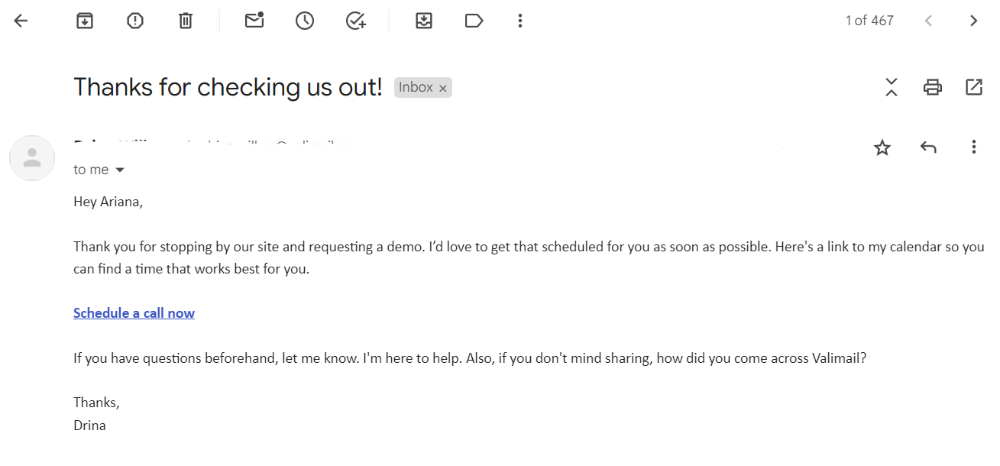 1 of 467
Thanks for checking us out! Inbox ×
to me
Hey Ariana,
Thank you for stopping by our site and requesting a demo. I’d love to get that scheduled for you as soon as possible. Here's a link to my calendar so you
can find a time that works best for you.
Schedule a call now
If you have questions beforehand, let me know. I'm here to help. Also, if you don't mind sharing, how did you come across Valimail?
Thanks,
Drina